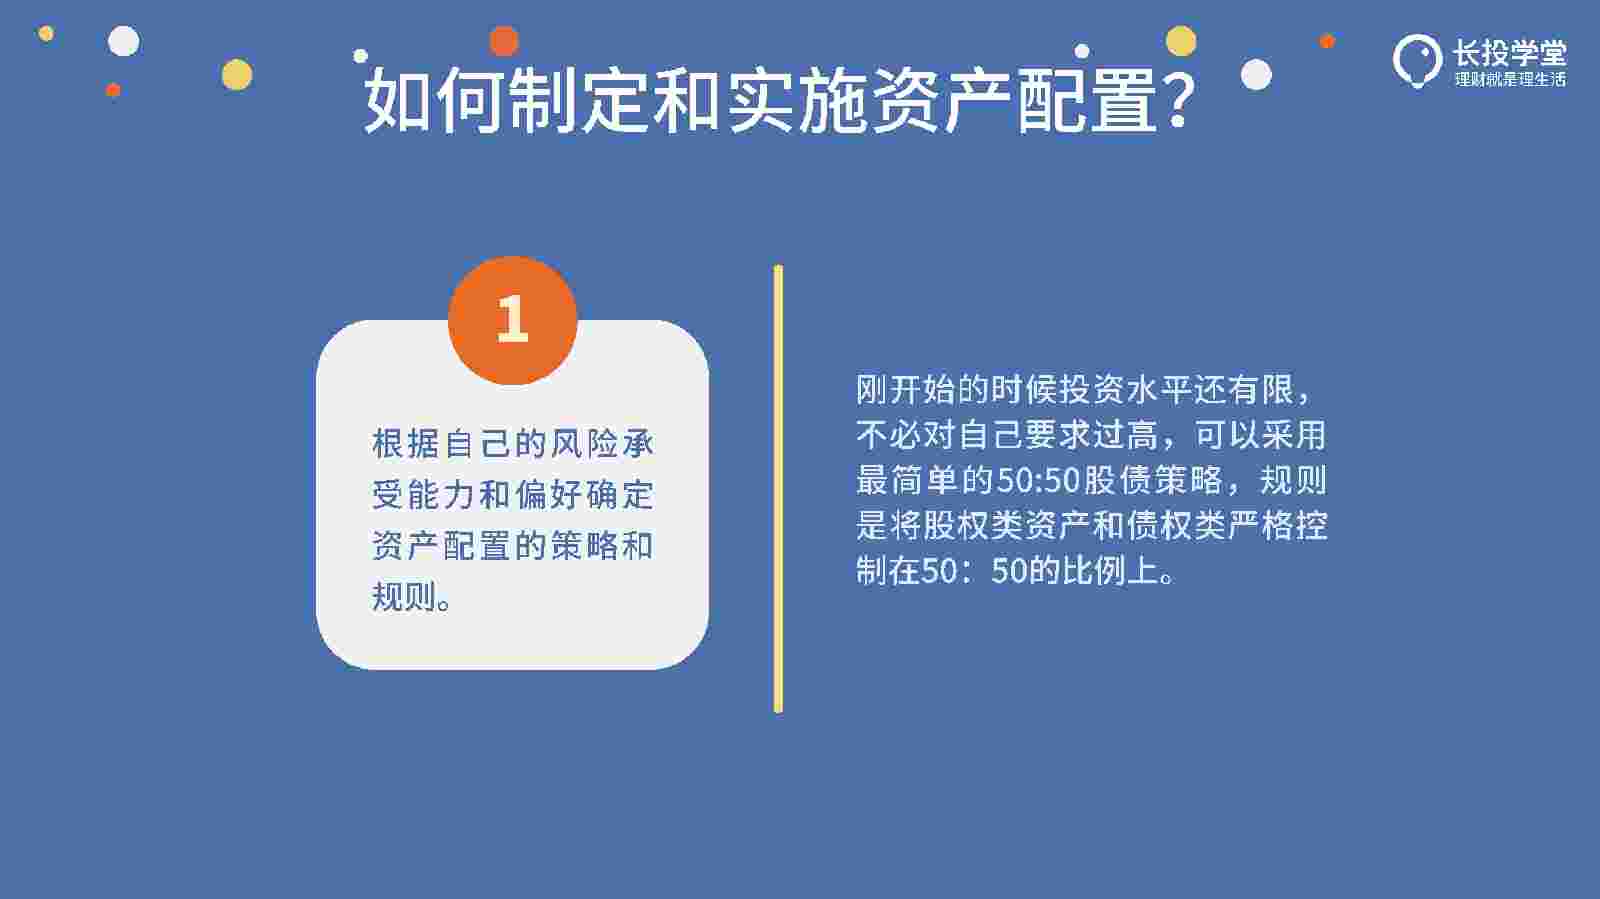 如何制定和实施资产配置?
长投学堂
理财就是理生活
1
根据自己的风险承
受能力和偏好确定
资产配置的策略和
规则。
刚开始的时候投资水平还有限，
不必对自己要求过高，可以采用
最简单的50:50股债策略，规则
是将股权类资产和债权类严格控
制在50：50的比例上。